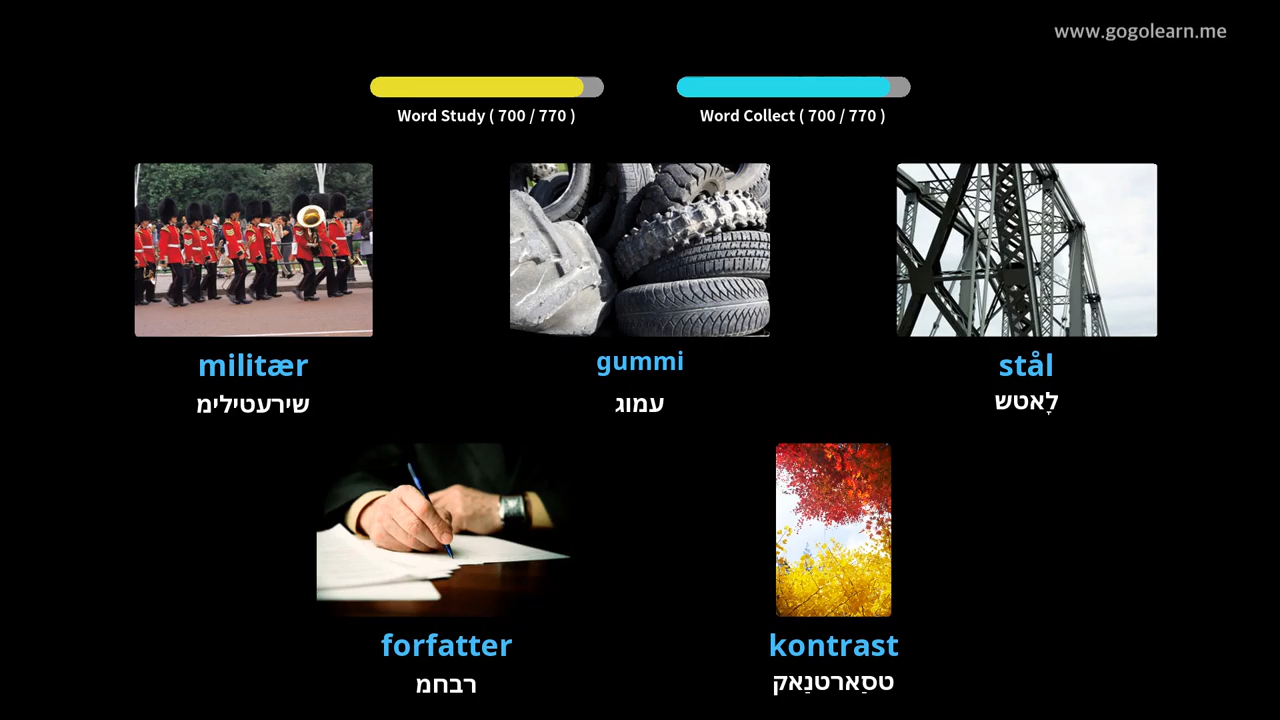 www.gogolearn.me
Word Study ( 700 / 770 )
Word Collect ( 700 / 770 )
militær
gummi
stål
שירעטילימ
עמוג
לָאטש
forfatter
kontrast
רבחמ
טסַארטנַאק